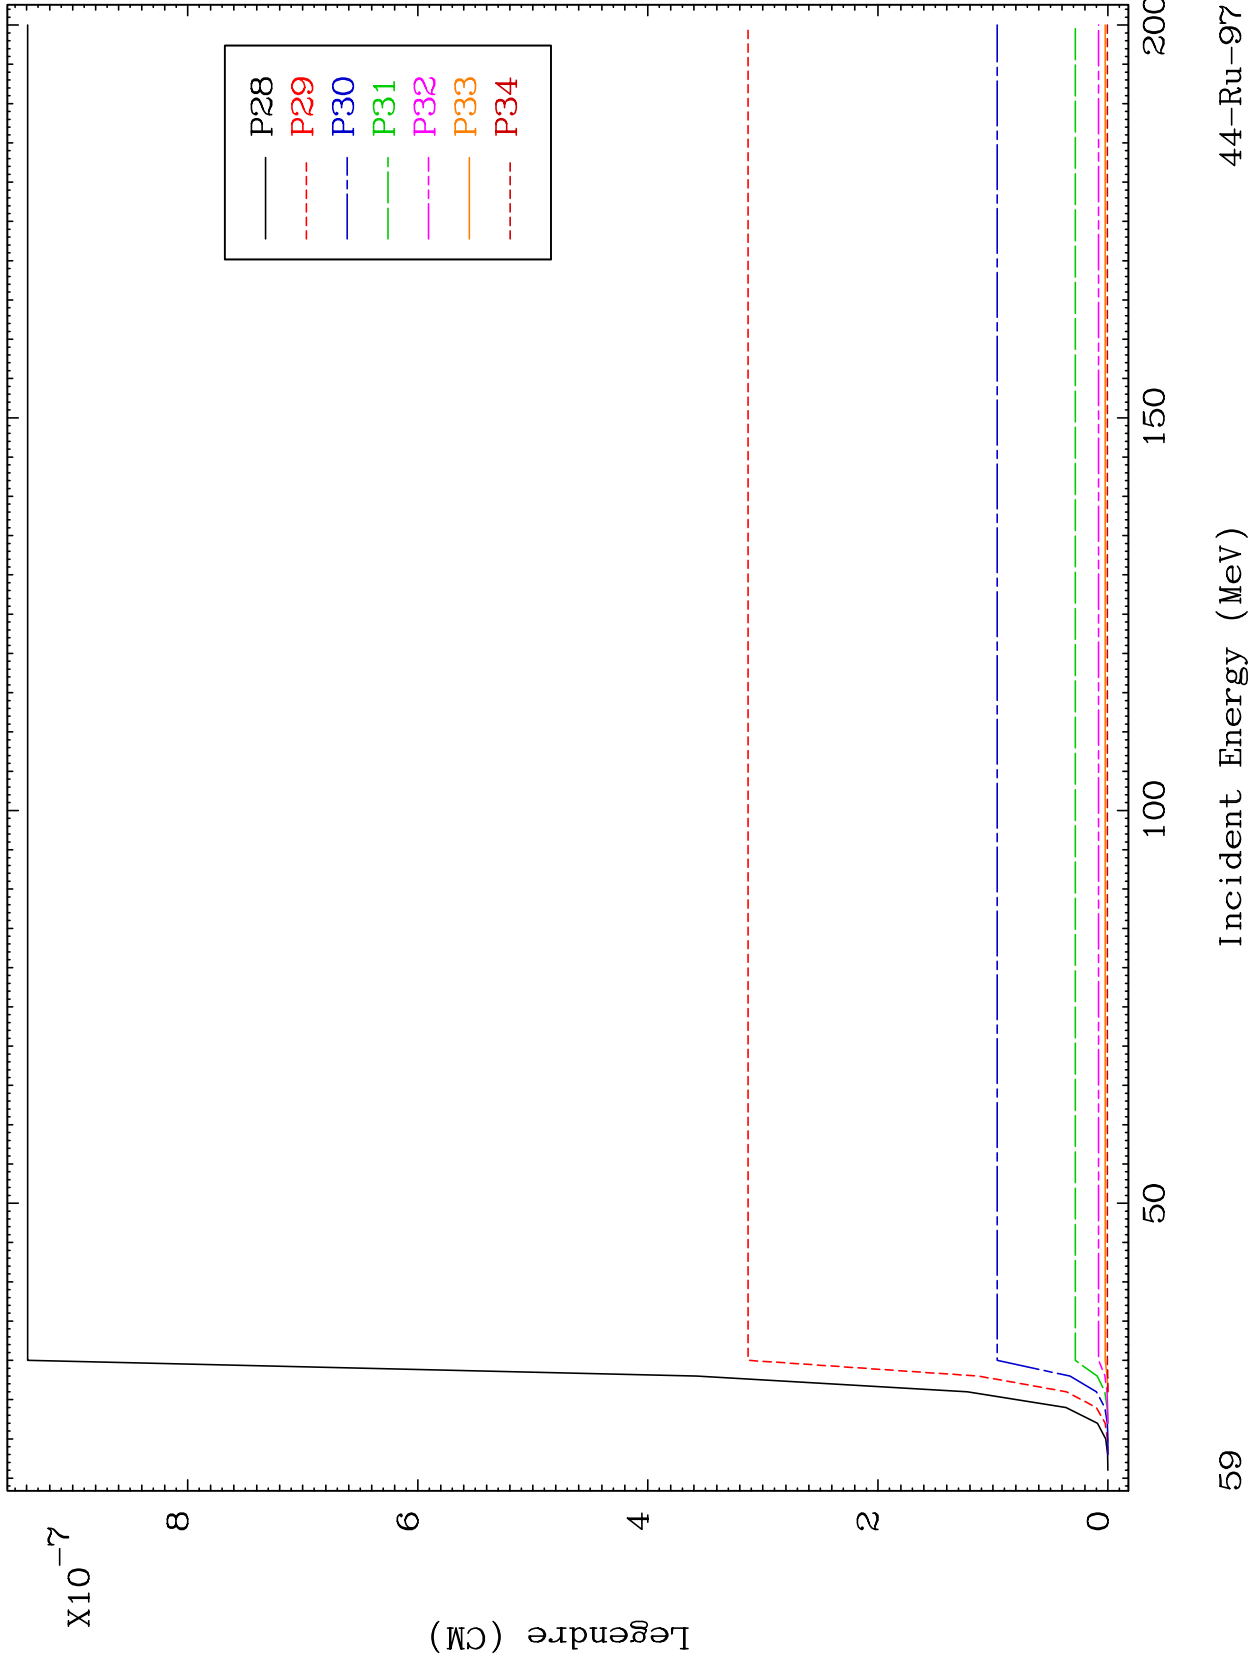 X10⁻⁷
Legendre (CM)
8
6
4
2
0
P28
P29
P30
P31
P32
P33
P34
50
100
150
200
Incident Energy (MeV)
59
44-Ru-97